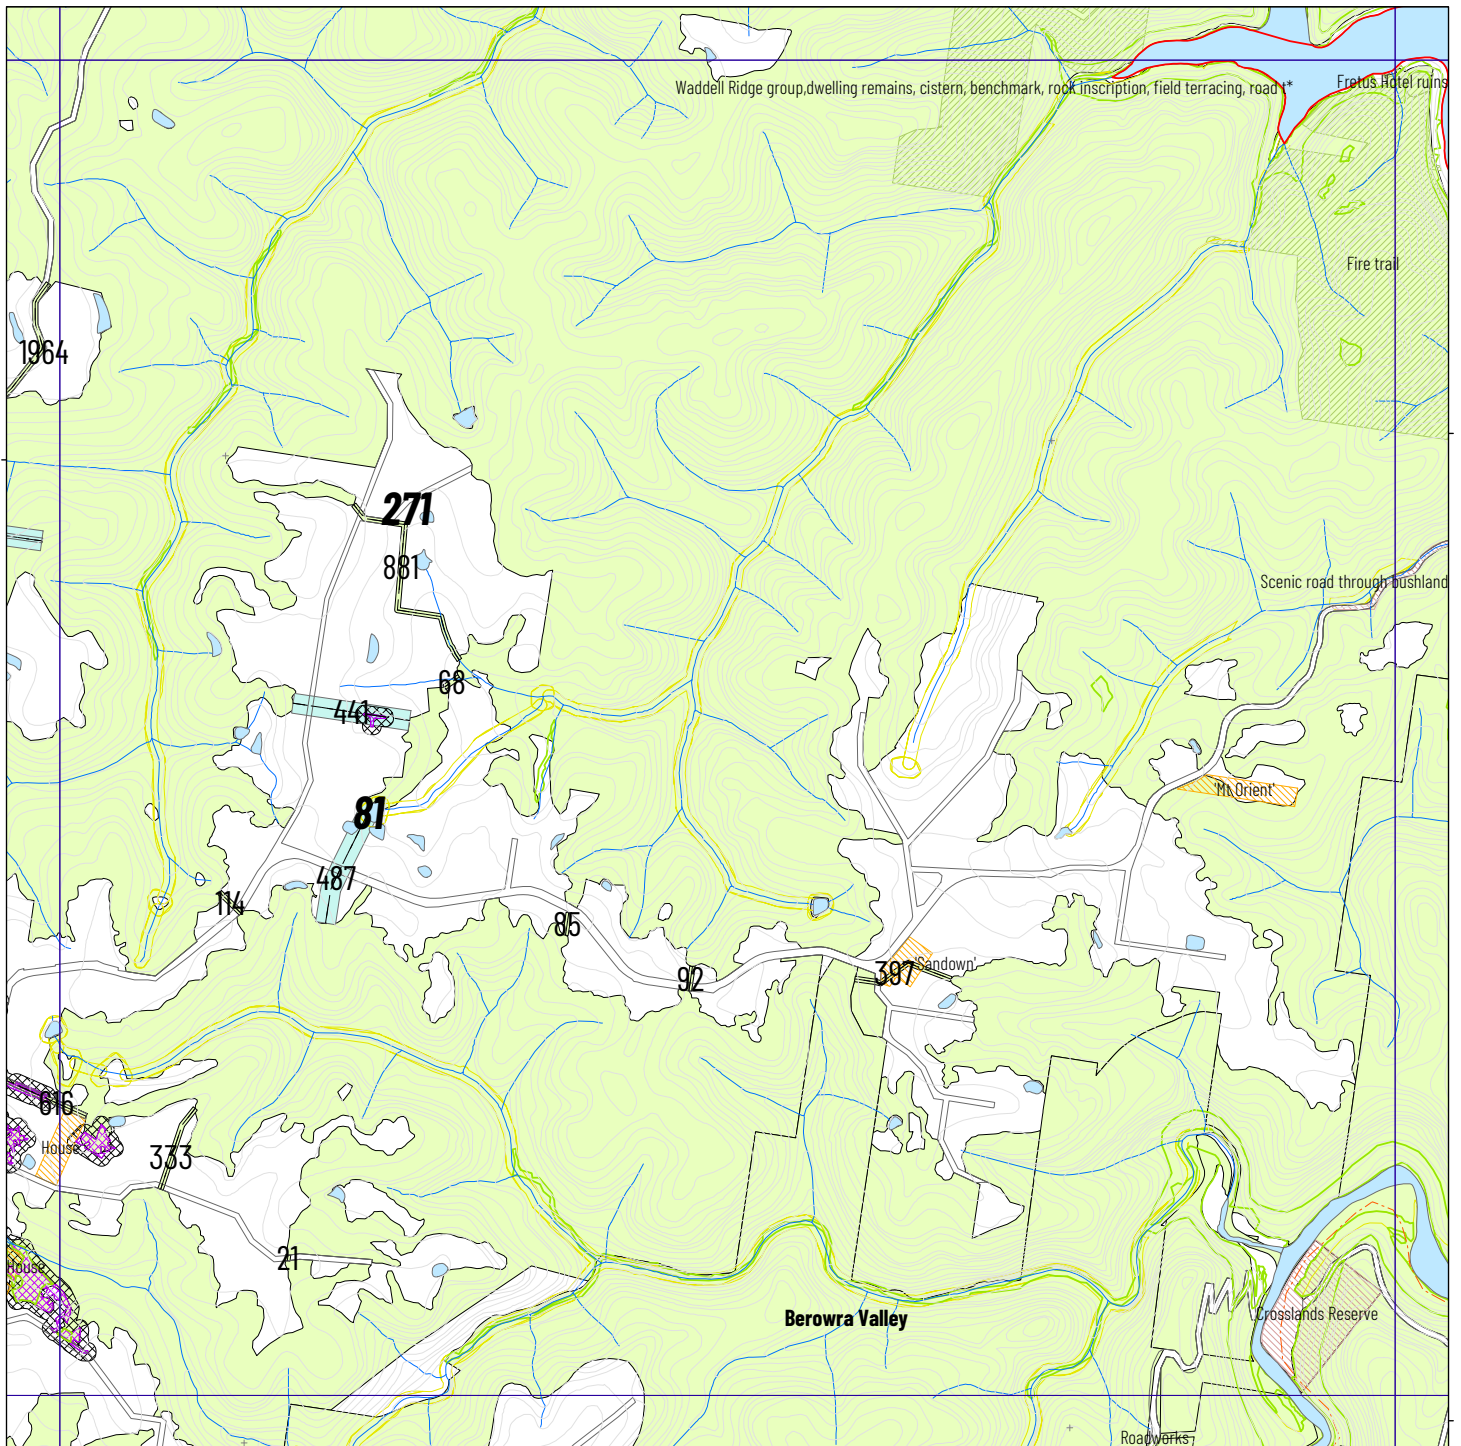 Waddell Ridge group,dwelling remains, cistern, benchmark, rock inscription, field terracing, road t*
Fretus Hotel ruins
Fire trail
1964
271
881
Scenic road through bushland
68
441
'Mt Orient'
81
487
114
85
92
397
'Sandown'
616
House
333
21
House
Berowra Valley
Crosslands Reserve
Roadworks